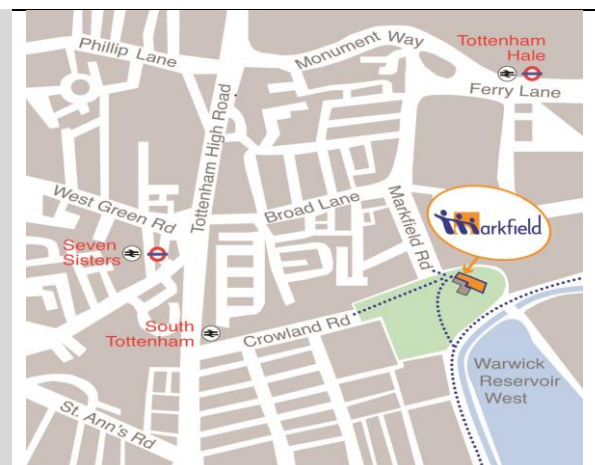 Phillip Lane
Monument Way
Tottenham
Hale
Ferry Lane
Tottenham High Road
West Green Rd
Broad Lane
Markfield Rd
markfield
Seven
Sisters
South
Tottenham
Crowland Rd
Warwick
Reservoir
West
St. Ann's Rd